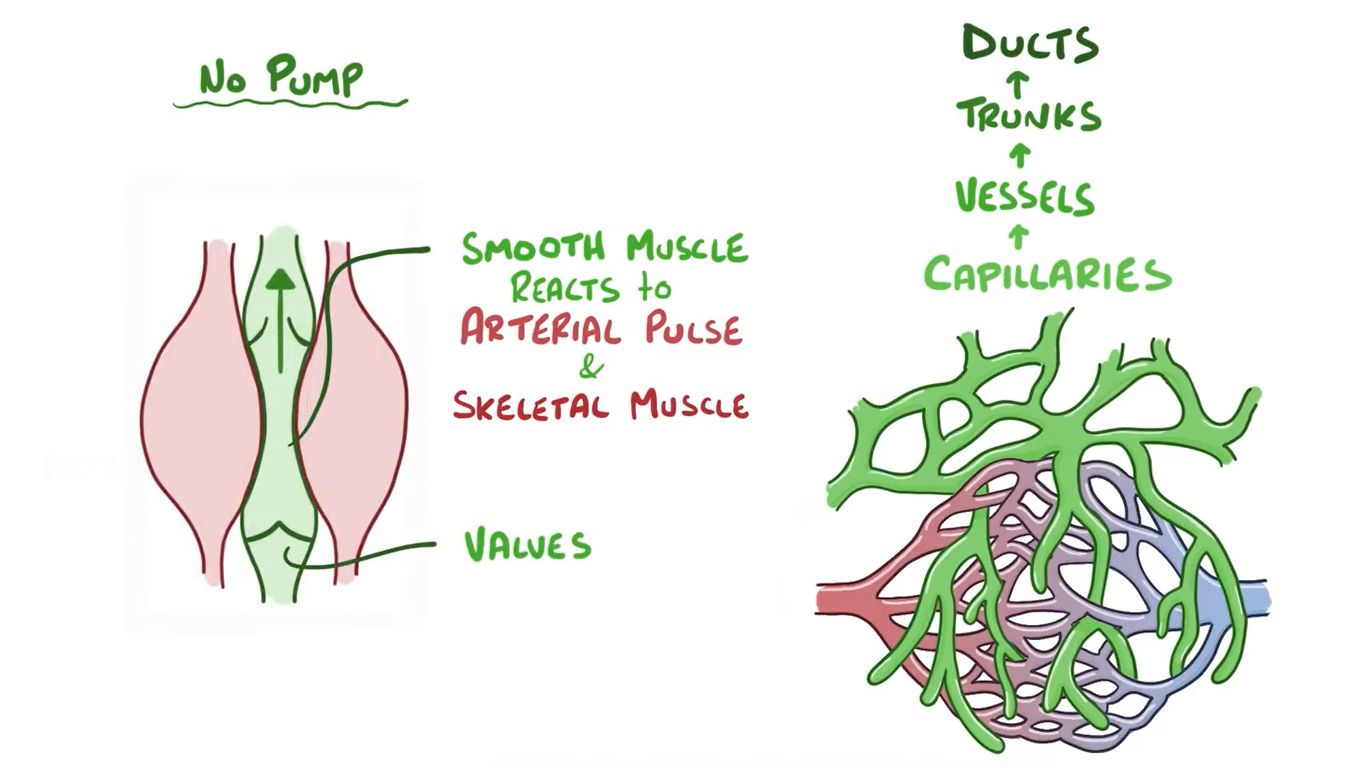 No PUMP
SMOOTH MUSCLE
REACTS to
ARTERIAL PULSE
&
SKELETAL MUSCLE
VALVES
DUCTS
↑
TRUNKS
↑
VESSELS
↑
CAPILLARIES